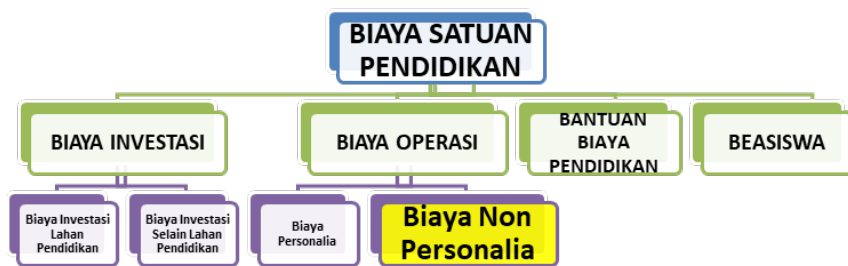 BIAYA SATUAN
PENDIDIKAN
BIAYA INVESTASI
BIAYA OPERASI
BANTUAN
BIAYA
PENDIDIKAN
BEASISWA
Biaya Investasi
Lahan
Pendidikan
Biaya Investasi
Selain Lahan
Pendidikan
Biaya
Personalia
Biaya Non
Personalia